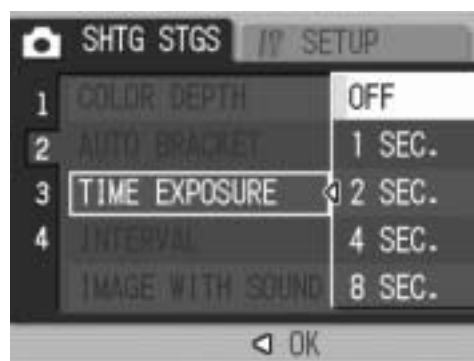 SHTG STGS SETUP
1 COLOR DEPTH OFF
2 AUTO BRACKET 1 SEC.
3 TIME EXPOSURE 2 SEC.
4 INTERVAL 4 SEC.
IMAGE WITH SOUND 8 SEC.
OK